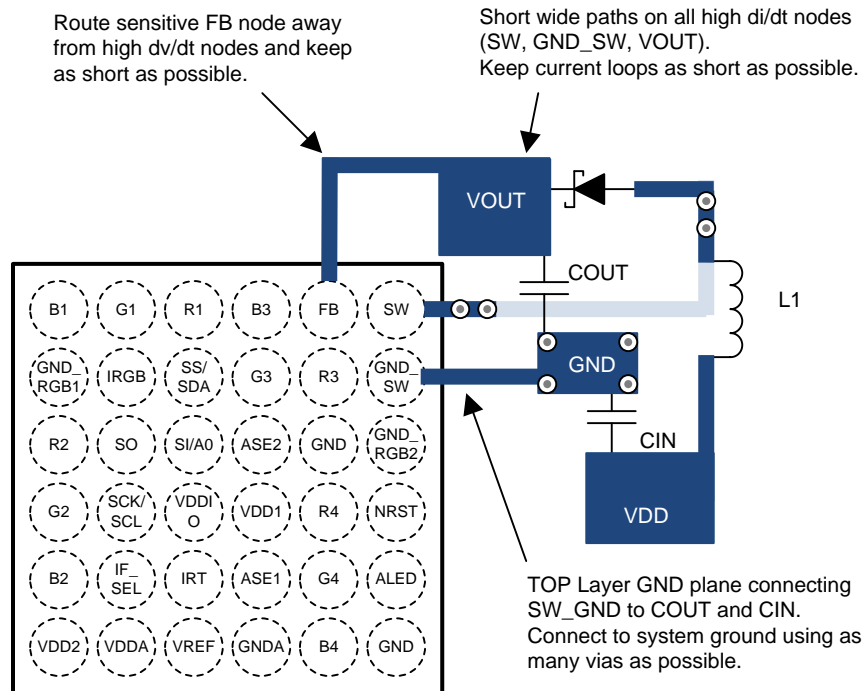 Route sensitive FB node away
from high dv/dt nodes and keep
as short as possible.
Short wide paths on all high di/dt nodes
(SW, GND_SW, VOUT).
Keep current loops as short as possible.
VOUT
COUT
L1
B1
G1
R1
B3
FB
SW
GND
GND_
RGB1
IRGB
SS/
SDA
G3
R3
GND_
SW
R2
SO
SI/A0
ASE2
GND
GND_
RGB2
CIN
G2
SCK/
SCL
VDDI
O
VDD1
R4
NRST
VDD
B2
IF_
SEL
IRT
ASE1
G4
ALED
TOP Layer GND plane connecting
SW_GND to COUT and CIN.
Connect to system ground using as
many vias as possible.
VDD2
VDDA
VREF
GNDA
B4
GND